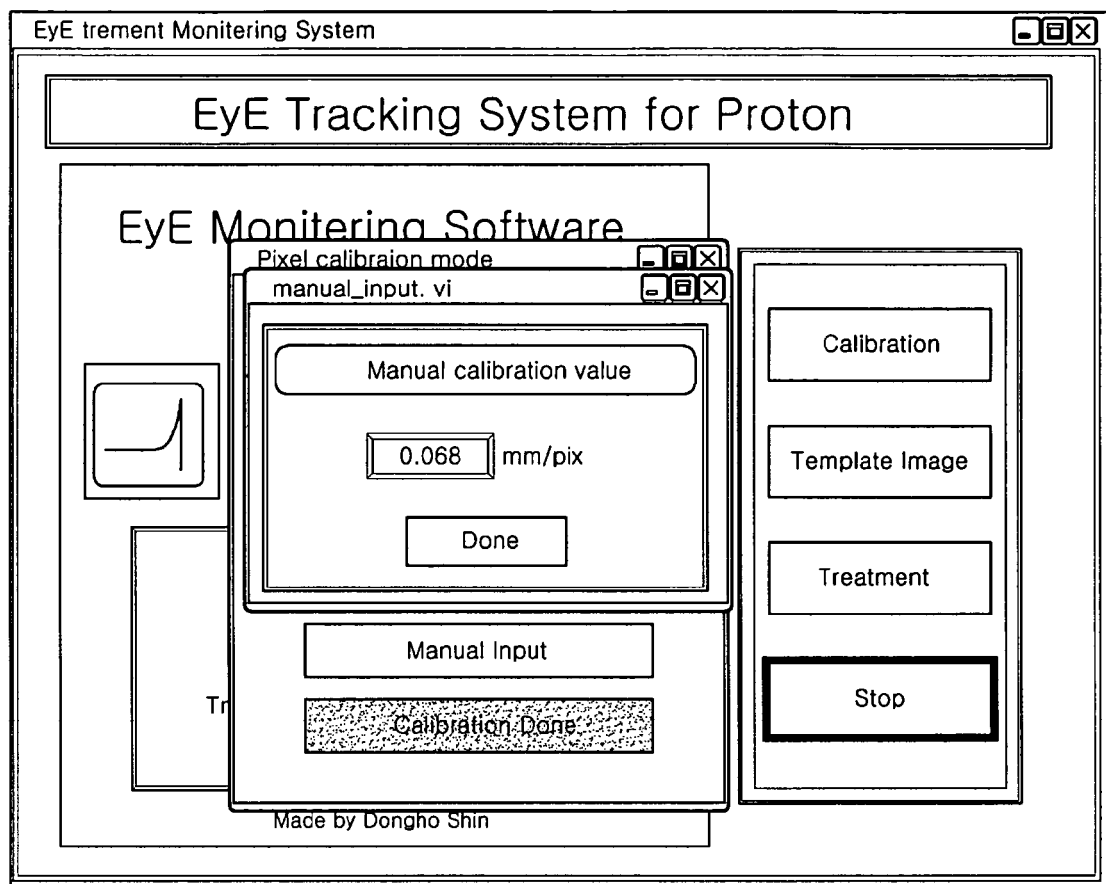 EyE trement Monitering System
EyE Tracking System for Proton
EyE Monitering Software
Pixel calibraion mode
manual_input. vi
Manual calibration value
0.068 mm/pix
Done
Manual Input
Calibration Done
Tr
Made by Dongho Shin
Calibration
Template Image
Treatment
Stop